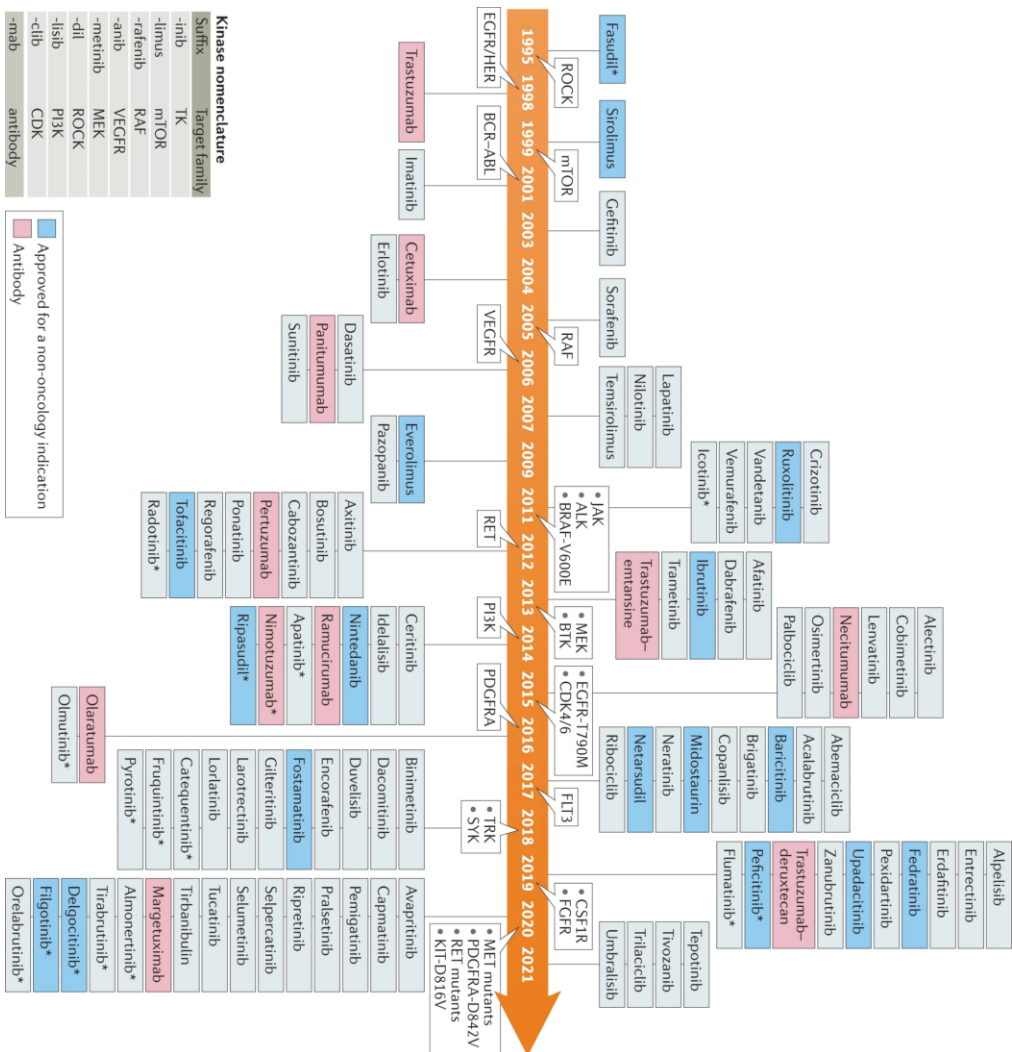 Fasudil*
Sirolimus
Gefitinib
Sorafenib
Lapatinib
Nilotinib
Temsirolimus
Crizotinib
Ruxolitinib
Vandetanib
Vemurafenib
Icotinib*
Afatinib
Dabrafenib
Ibrutinib
Trametinib
Trastuzumab–
emtansine
Alectinib
Cobimetinib
Lenvatinib
Necitumumab
Osimertinib
Palbociclib
Abemaciclib
Acalabrutinib
Baricitinib
Brigatinib
Copanlisib
Midostaurin
Neratinib
Netarsudil
Ribociclib
Alpelisib
Entrectinib
Erdafitinib
Fedratinib
Pexidartinib
Upadacitinib
Zanubrutinib
Trastuzumab–
deruxtecan
Peficitinib*
Flumatinib*
Tepotinib
Tivozanib
Trilaciclib
Umbralisib
ROCK
mTOR
RAF
• JAK
• ALK
• BRAF-V600E
• MEK
• BTK
• EGFR-T790M
• CDK4/6
FLT3
• CSF1R
• FGFR
1995 1998 1999 2001 2003 2004 2005 2006 2007 2009 2011 2012 2013 2014 2015 2016 2017 2018 2019 2020 2021
EGFR/HER
BCR–ABL
VEGFR
RET
PI3K
PDGFRA
• TRK
• SYK
• MET mutants
• PDGFRA-D842V
• RET mutants
• KIT-D816V
Trastuzumab
Imatinib
Cetuximab
Erlotinib
Dasatinib
Panitumumab
Sunitinib
Everolimus
Pazopanib
Axitinib
Bosutinib
Cabozantinib
Pertuzumab
Ponatinib
Regorafenib
Tofacitinib
Radotinib*
Ceritinib
Idelalisib
Nintedanib
Ramucirumab
Apatinib*
Nimotuzumab*
Ripasudil*
Olaratumab
Olmutinib*
Binimetinib
Dacomitinib
Duvelisib
Encorafenib
Fostamatinib
Gilteritinib
Larotrectinib
Lorlatinib
Catequentinib*
Fruquintinib*
Pyrotinib*
Avapritinib
Capmatinib
Pemigatinib
Pralsetinib
Ripretinib
Selpercatinib
Selumetinib
Tucatinib
Tirbanibulin
Margetuximab
Almonertinib*
Tirabrutinib*
Delgocitinib*
Filgotinib*
Orelabrutinib*
Kinase nomenclature
Suffix Target family
-inib TK
-limus mTOR
-rafenib RAF
-anib VEGFR
-metinib MEK
-dil ROCK
-lisib PI3K
-clib CDK
-mab antibody
Approved for a non-oncology indication
Antibody